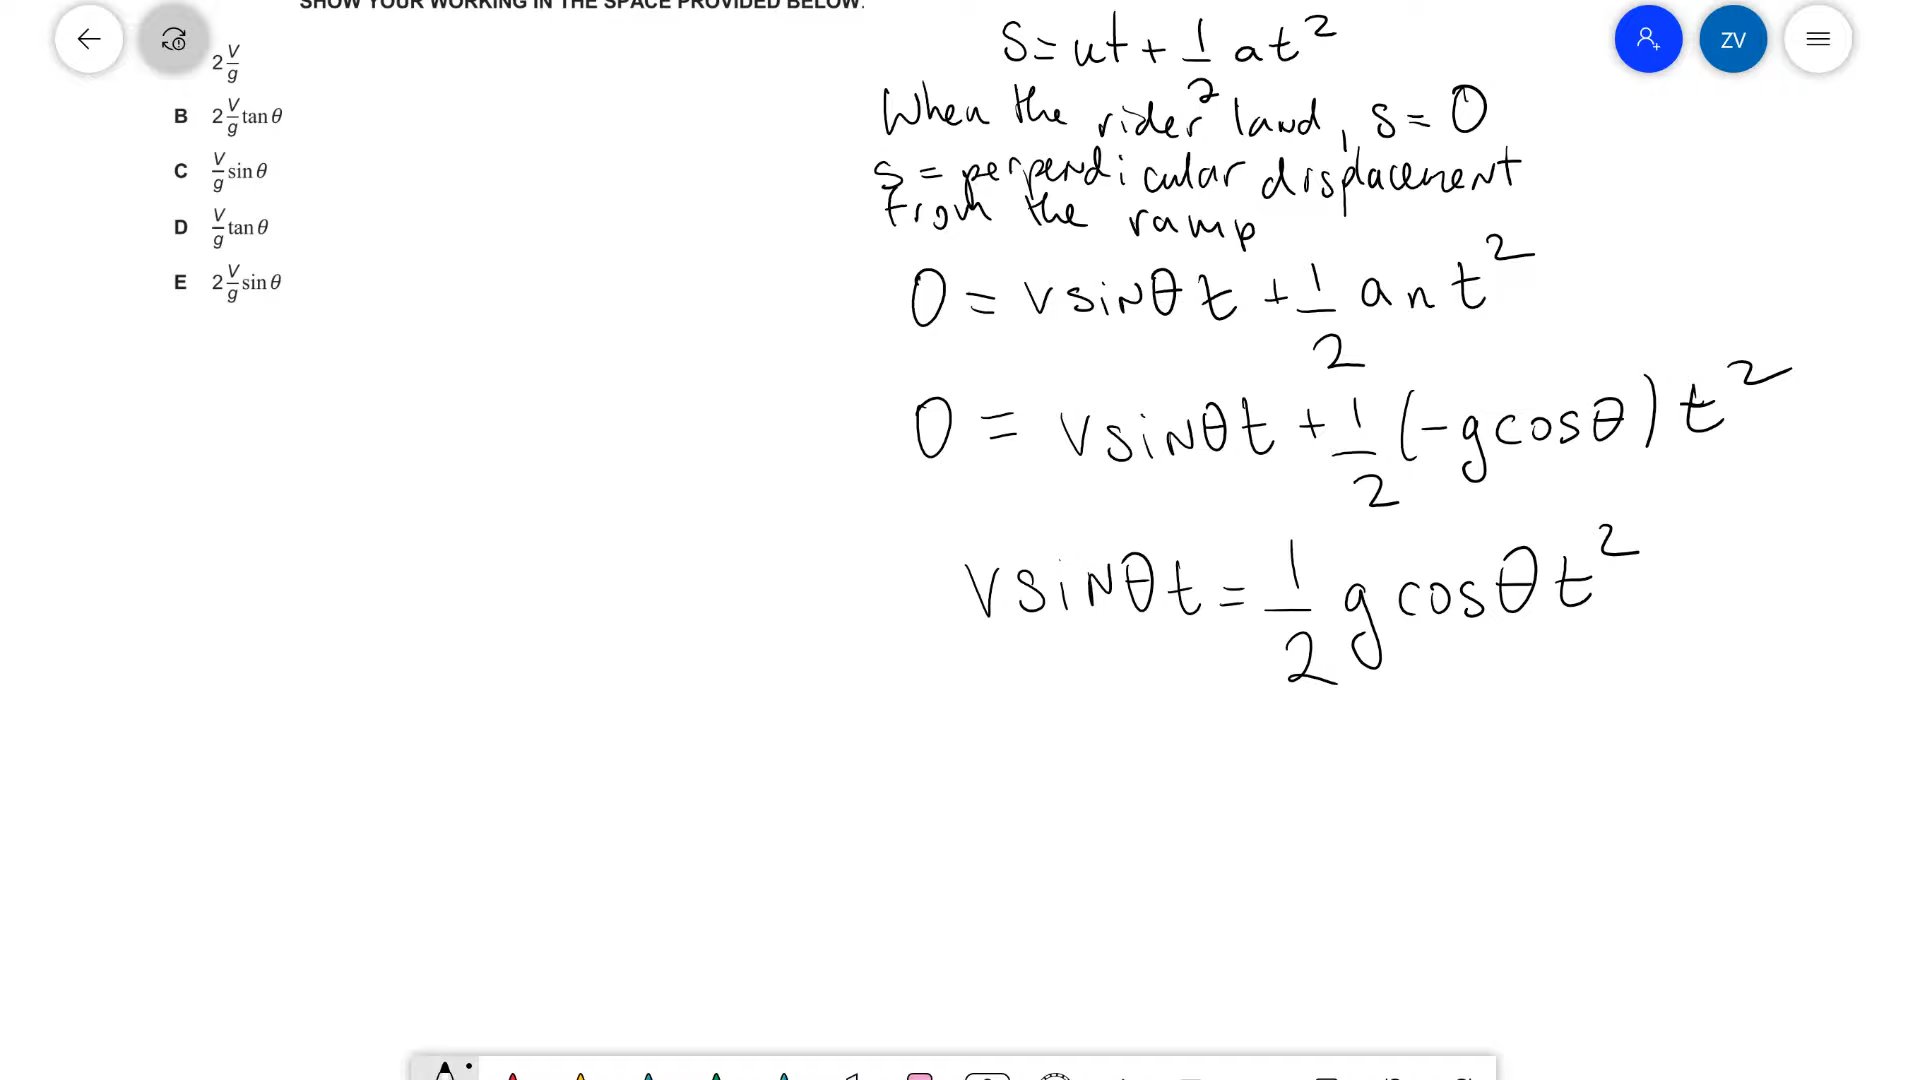 SHOW YOUR WORKING IN THE SPACE PROVIDED BELOW.
ZV
2 V/g
B 2 V/g tan θ
C V/g sin θ
D V/g tan θ
E 2 V/g sin θ
S = ut + 1/2 at²
When the rider land, s = 0
s = perpendicular displacement
from the ramp
0 = v sinθ t + 1/2 an t²
0 = v sinθ t + 1/2 (-g cosθ) t²
v sinθ t = 1/2 g cosθ t²